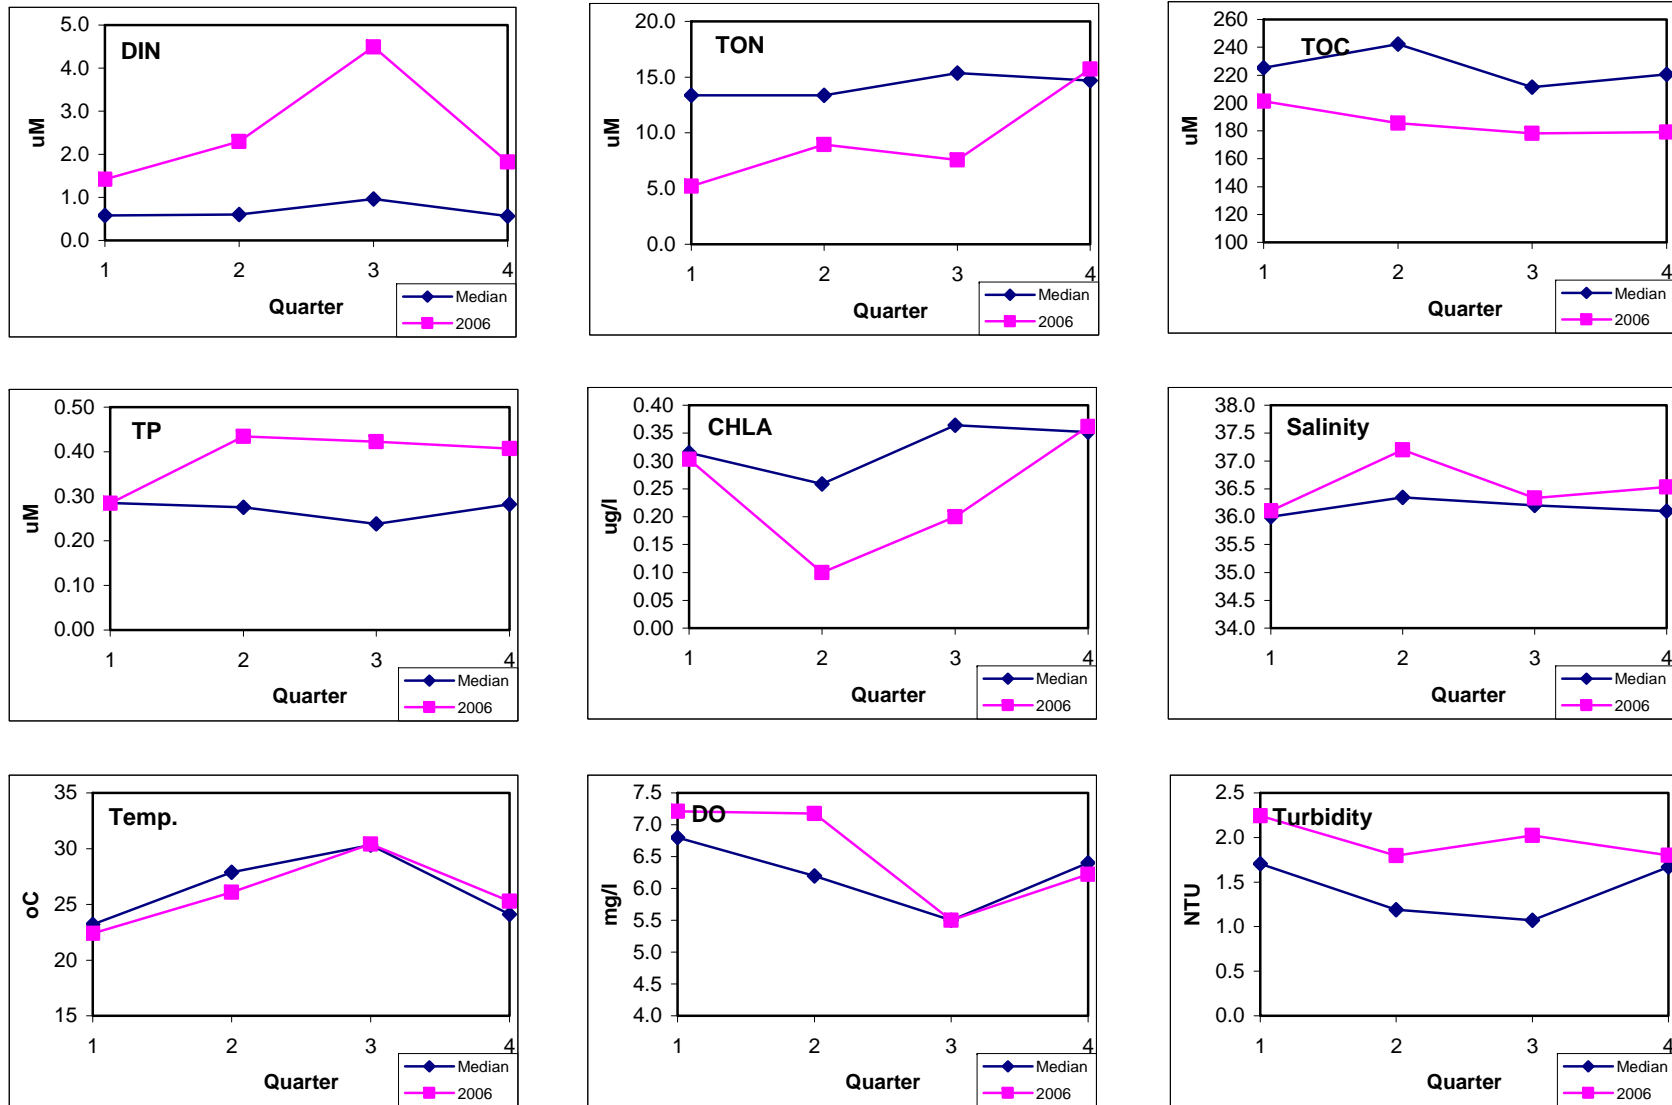 DIN
uM
5.0
4.0
3.0
2.0
1.0
0.0
1 2 3 4
Quarter
Median
2006
TON
uM
20.0
15.0
10.0
5.0
0.0
1 2 3 4
Quarter
Median
2006
TOC
uM
260
240
220
200
180
160
140
120
100
1 2 3 4
Quarter
Median
2006
TP
uM
0.50
0.40
0.30
0.20
0.10
0.00
1 2 3 4
Quarter
Median
2006
CHLA
ug/l
0.40
0.35
0.30
0.25
0.20
0.15
0.10
0.05
0.00
1 2 3 4
Quarter
Median
2006
Salinity
38.0
37.5
37.0
36.5
36.0
35.5
35.0
34.5
34.0
1 2 3 4
Quarter
Median
2006
Temp.
oC
35
30
25
20
15
1 2 3 4
Quarter
Median
2006
DO
mg/l
7.5
7.0
6.5
6.0
5.5
5.0
4.5
4.0
1 2 3 4
Quarter
Median
2006
Turbidity
NTU
2.5
2.0
1.5
1.0
0.5
0.0
1 2 3 4
Quarter
Median
2006